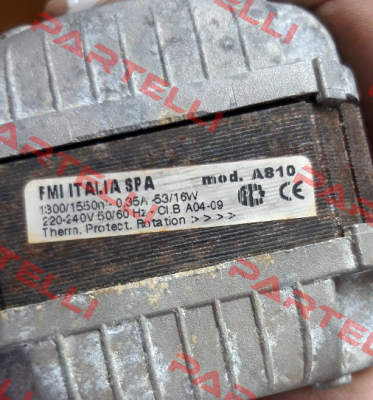 PARTELLI
PARTELLI
FMI ITALIA SPA mod. A810
1300/1550n 0,35A 53/16W
220-240V 50/60 Hz Cl.B A04-09
Therm. Protect. Rotation >>>>
CE
PARTELLI
PARTELLI
PARTELLI